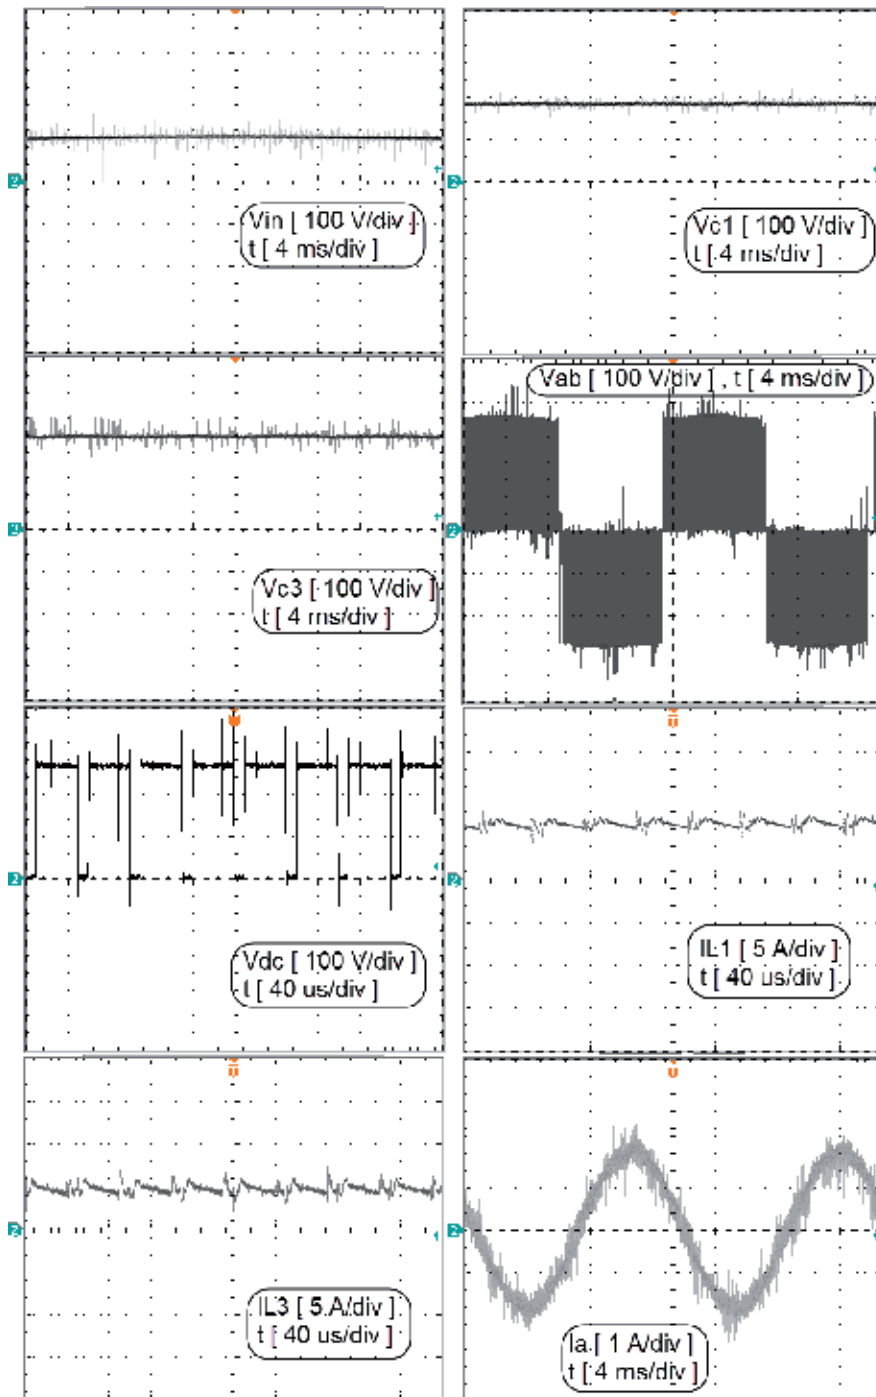 Vin [ 100 V/div ]
t [ 4 ms/div ]
Vc1 [ 100 V/div ]
t [ 4 ms/div ]
Vc3 [ 100 V/div ]
t [ 4 ms/div ]
Vab [ 100 V/div ] , t [ 4 ms/div ]
Vdc [ 100 V/div ]
t [ 40 us/div ]
IL1 [ 5 A/div ]
t [ 40 us/div ]
IL3 [ 5 A/div ]
t [ 40 us/div ]
Ia [ 1 A/div ]
t [ 4 ms/div ]